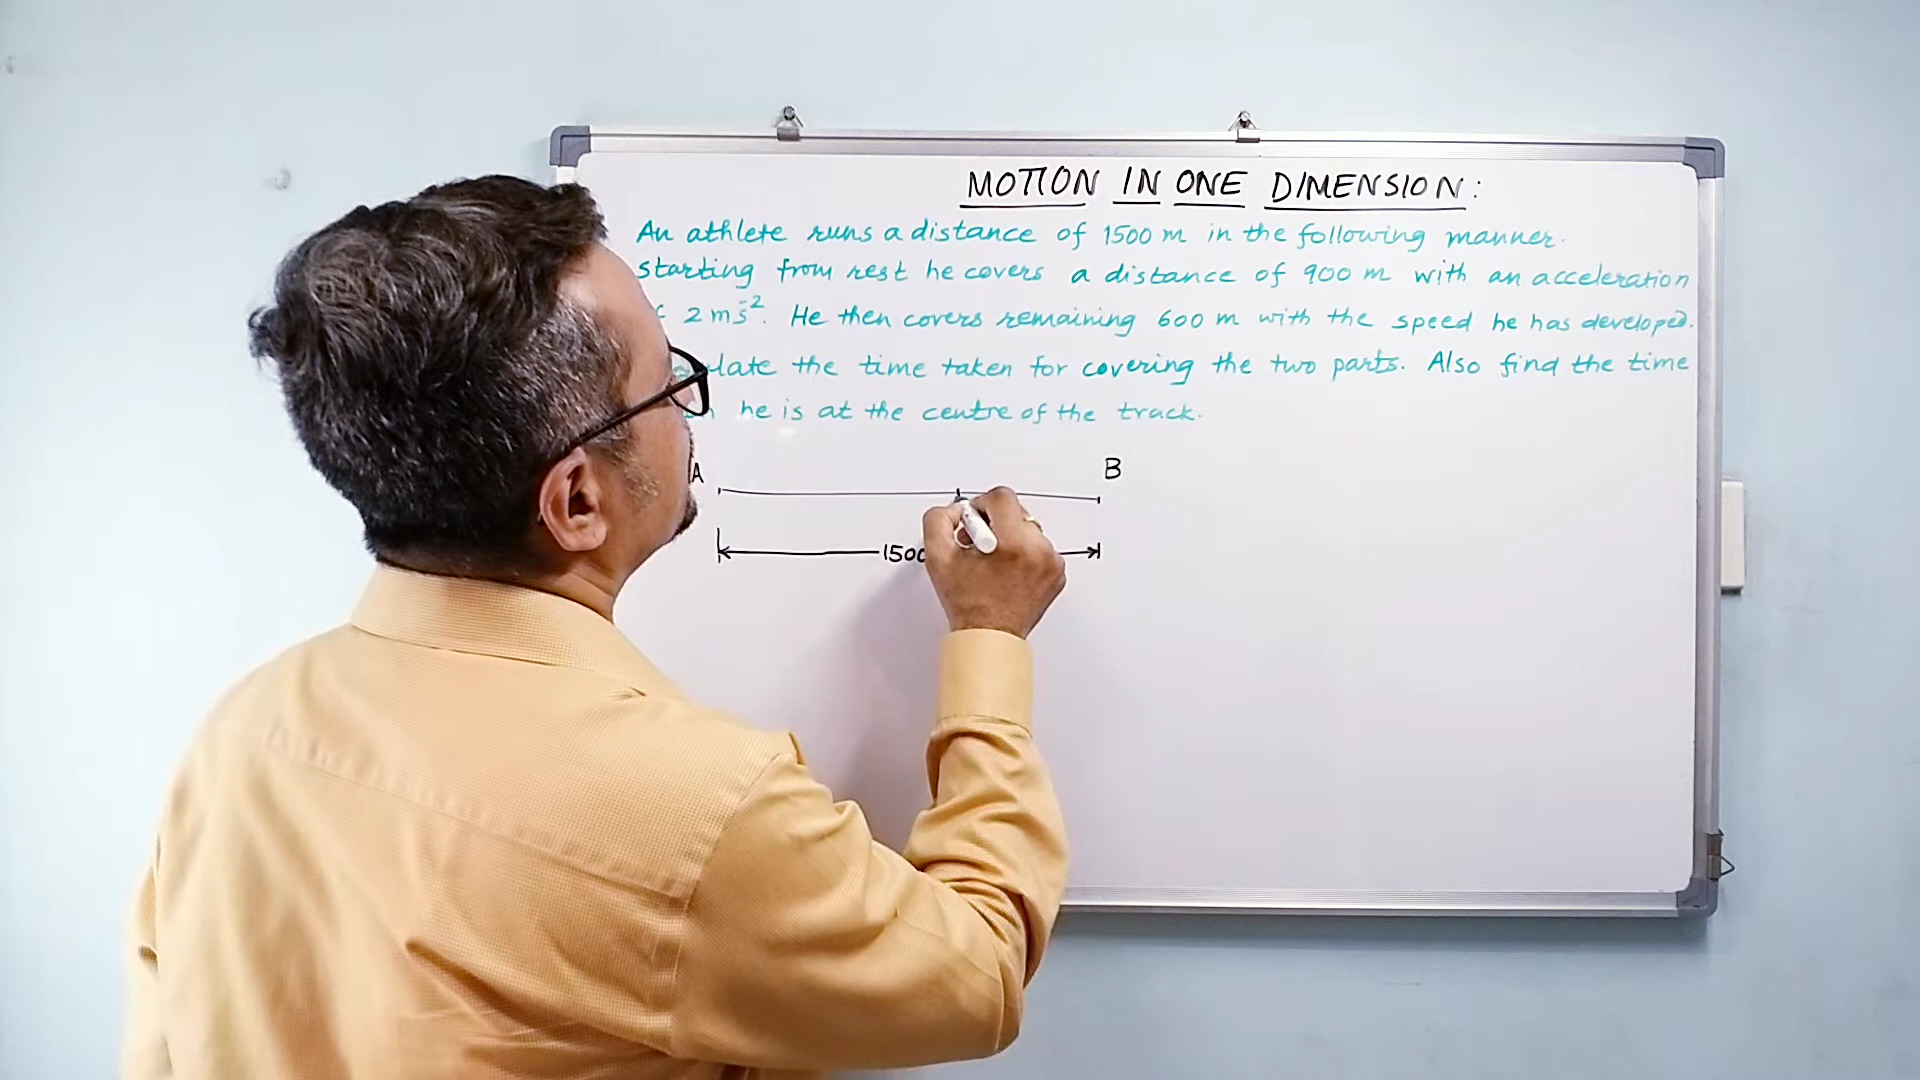 MOTION IN ONE DIMENSION:
An athlete runs a distance of 1500 m in the following manner.
Starting from rest he covers a distance of 900 m with an acceleration
2 ms⁻². He then covers remaining 600 m with the speed he has developed.
the time taken for covering the two parts. Also find the time
he is at the centre of the track.
A B
1500